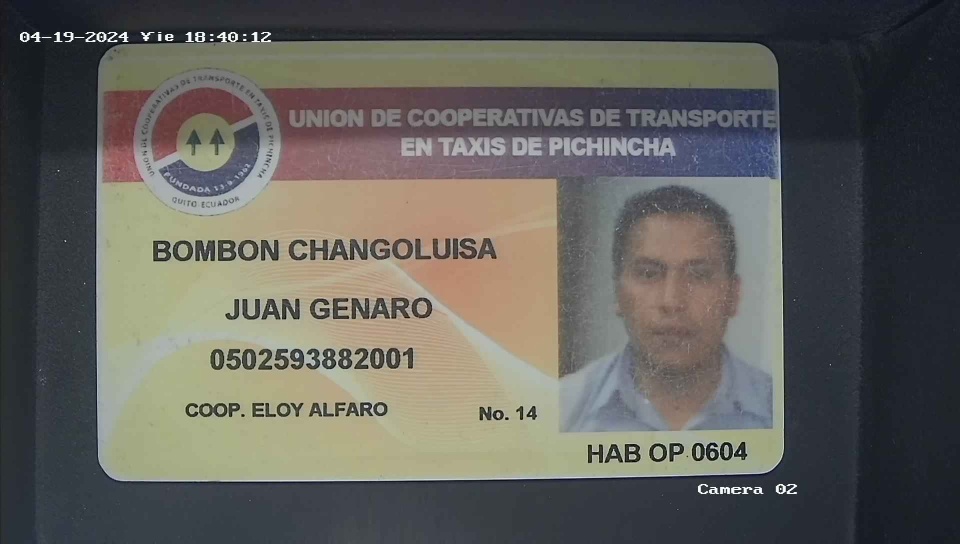 04-19-2024 Vie 18:40:12
UNION DE COOPERATIVAS DE TRANSPORTE
EN TAXIS DE PICHINCHA
UNION DE COOPERATIVAS DE TRANSPORTE EN TAXIS DE PICHINCHA
FUNDADA 13-9-1962
QUITO-ECUADOR
BOMBON CHANGOLUISA
JUAN GENARO
0502593882001
COOP. ELOY ALFARO
No. 14
HAB OP 0604
Camera 02